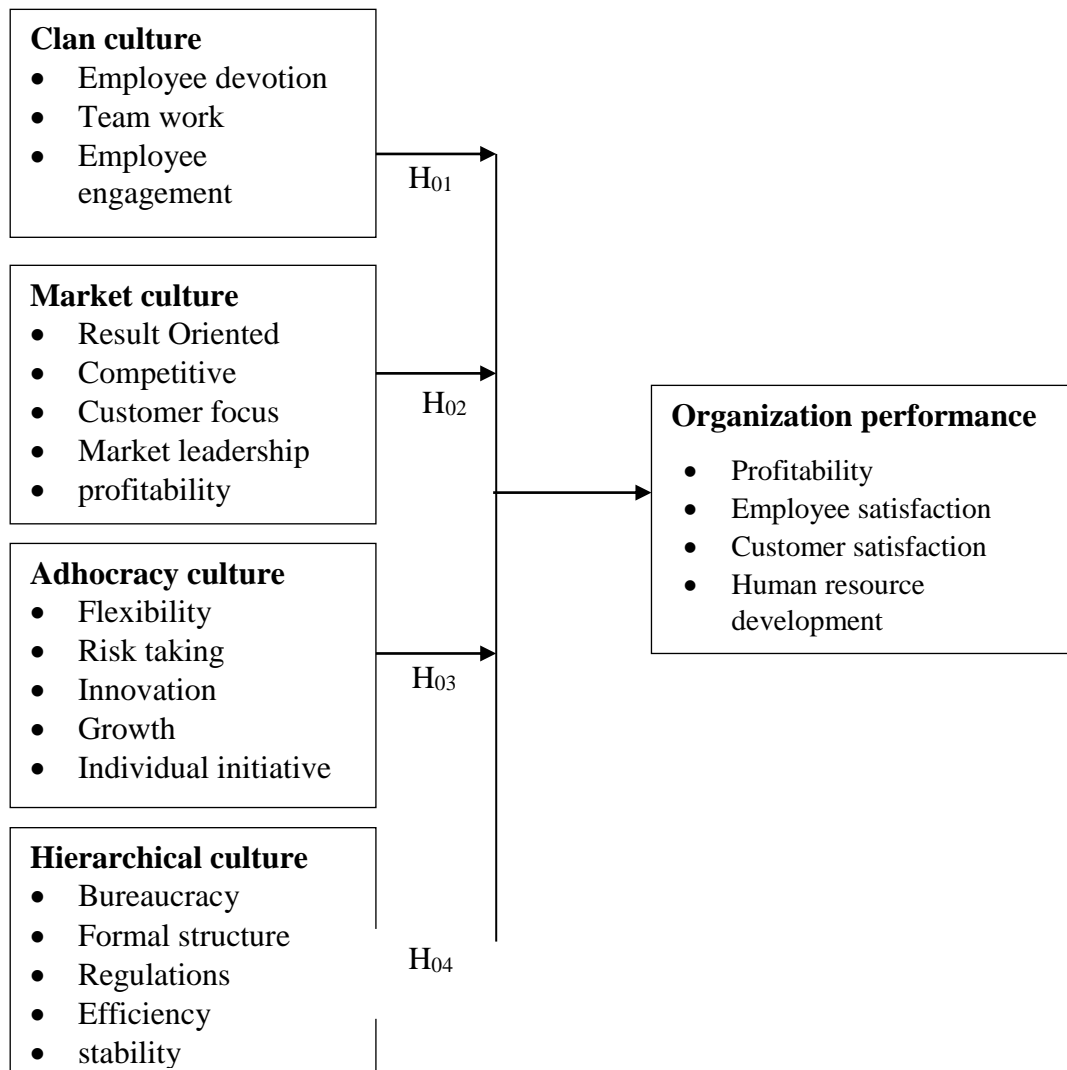 Clan culture
• Employee devotion
• Team work
• Employee
engagement
H01
Market culture
• Result Oriented
• Competitive
• Customer focus
• Market leadership
• profitability
H02
Adhocracy culture
• Flexibility
• Risk taking
• Innovation
• Growth
• Individual initiative
H03
Hierarchical culture
• Bureaucracy
• Formal structure
• Regulations
• Efficiency
• stability
H04
Organization performance
• Profitability
• Employee satisfaction
• Customer satisfaction
• Human resource
development